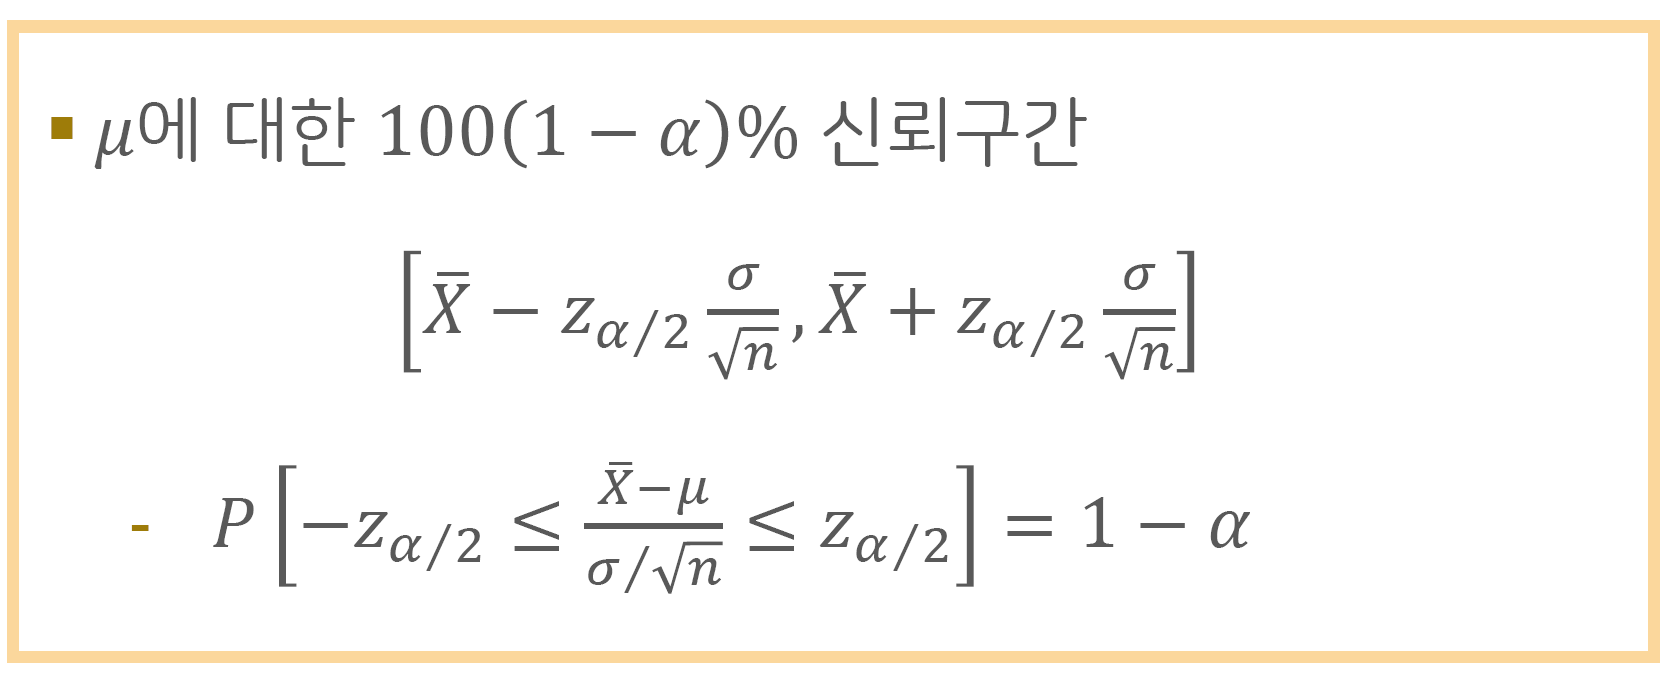 ▪ μ에 대한 100(1 − α)% 신뢰구간
[X̄ − z_{α/2} σ/√n, X̄ + z_{α/2} σ/√n]
- P[−z_{α/2} ≤ (X̄−μ)/(σ/√n) ≤ z_{α/2}] = 1 − α